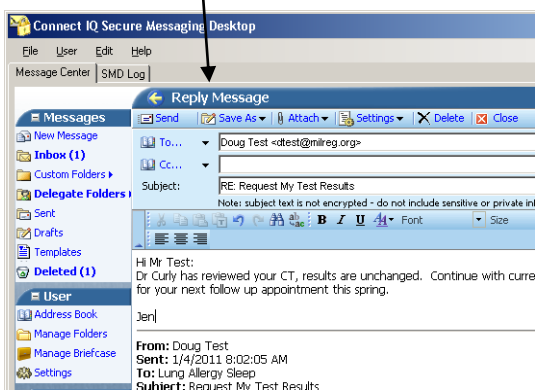 Connect IQ Secure Messaging Desktop
File User Edit Help
Message Center SMD Log
Reply Message
Messages
New Message
Inbox (1)
Custom Folders
Delegate Folders
Sent
Drafts
Templates
Deleted (1)
User
Address Book
Manage Folders
Manage Briefcase
Settings
Send Save As Attach Settings Delete Close
To... Doug Test <dtest@milreg.org>
Cc...
Subject: RE: Request My Test Results
Note: subject text is not encrypted - do not include sensitive or private
B I U A Font Size
Hi Mr Test:
Dr Curly has reviewed your CT, results are unchanged. Continue with
for your next follow up appointment this spring.
Jen
From: Doug Test
Sent: 1/4/2011 8:02:05 AM
To: Lung Allergy Sleep
Subject: Request My Test Results